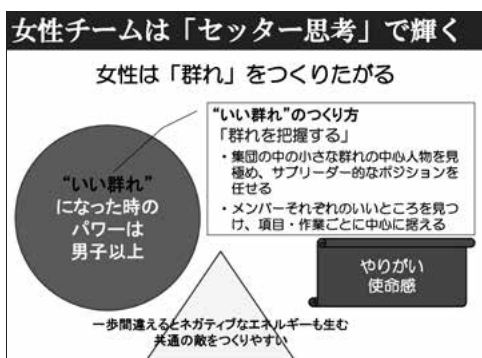 女性チームは「セッター思考」で輝く
女性は「群れ」をつくりたがる
“いい群れ”のつくり方
「群れを把握する」
・集団の中の小さな群れの中心人物を見
極め、サブリーダー的なポジションを
任せる
・メンバーそれぞれのいいところを見つ
け、項目・作業ごとに中心に据える
“いい群れ”
になった時の
パワーは
男子以上
やりがい
使命感
一歩間違えるとネガティブなエネルギーも生む
共通の敵をつくりやすい